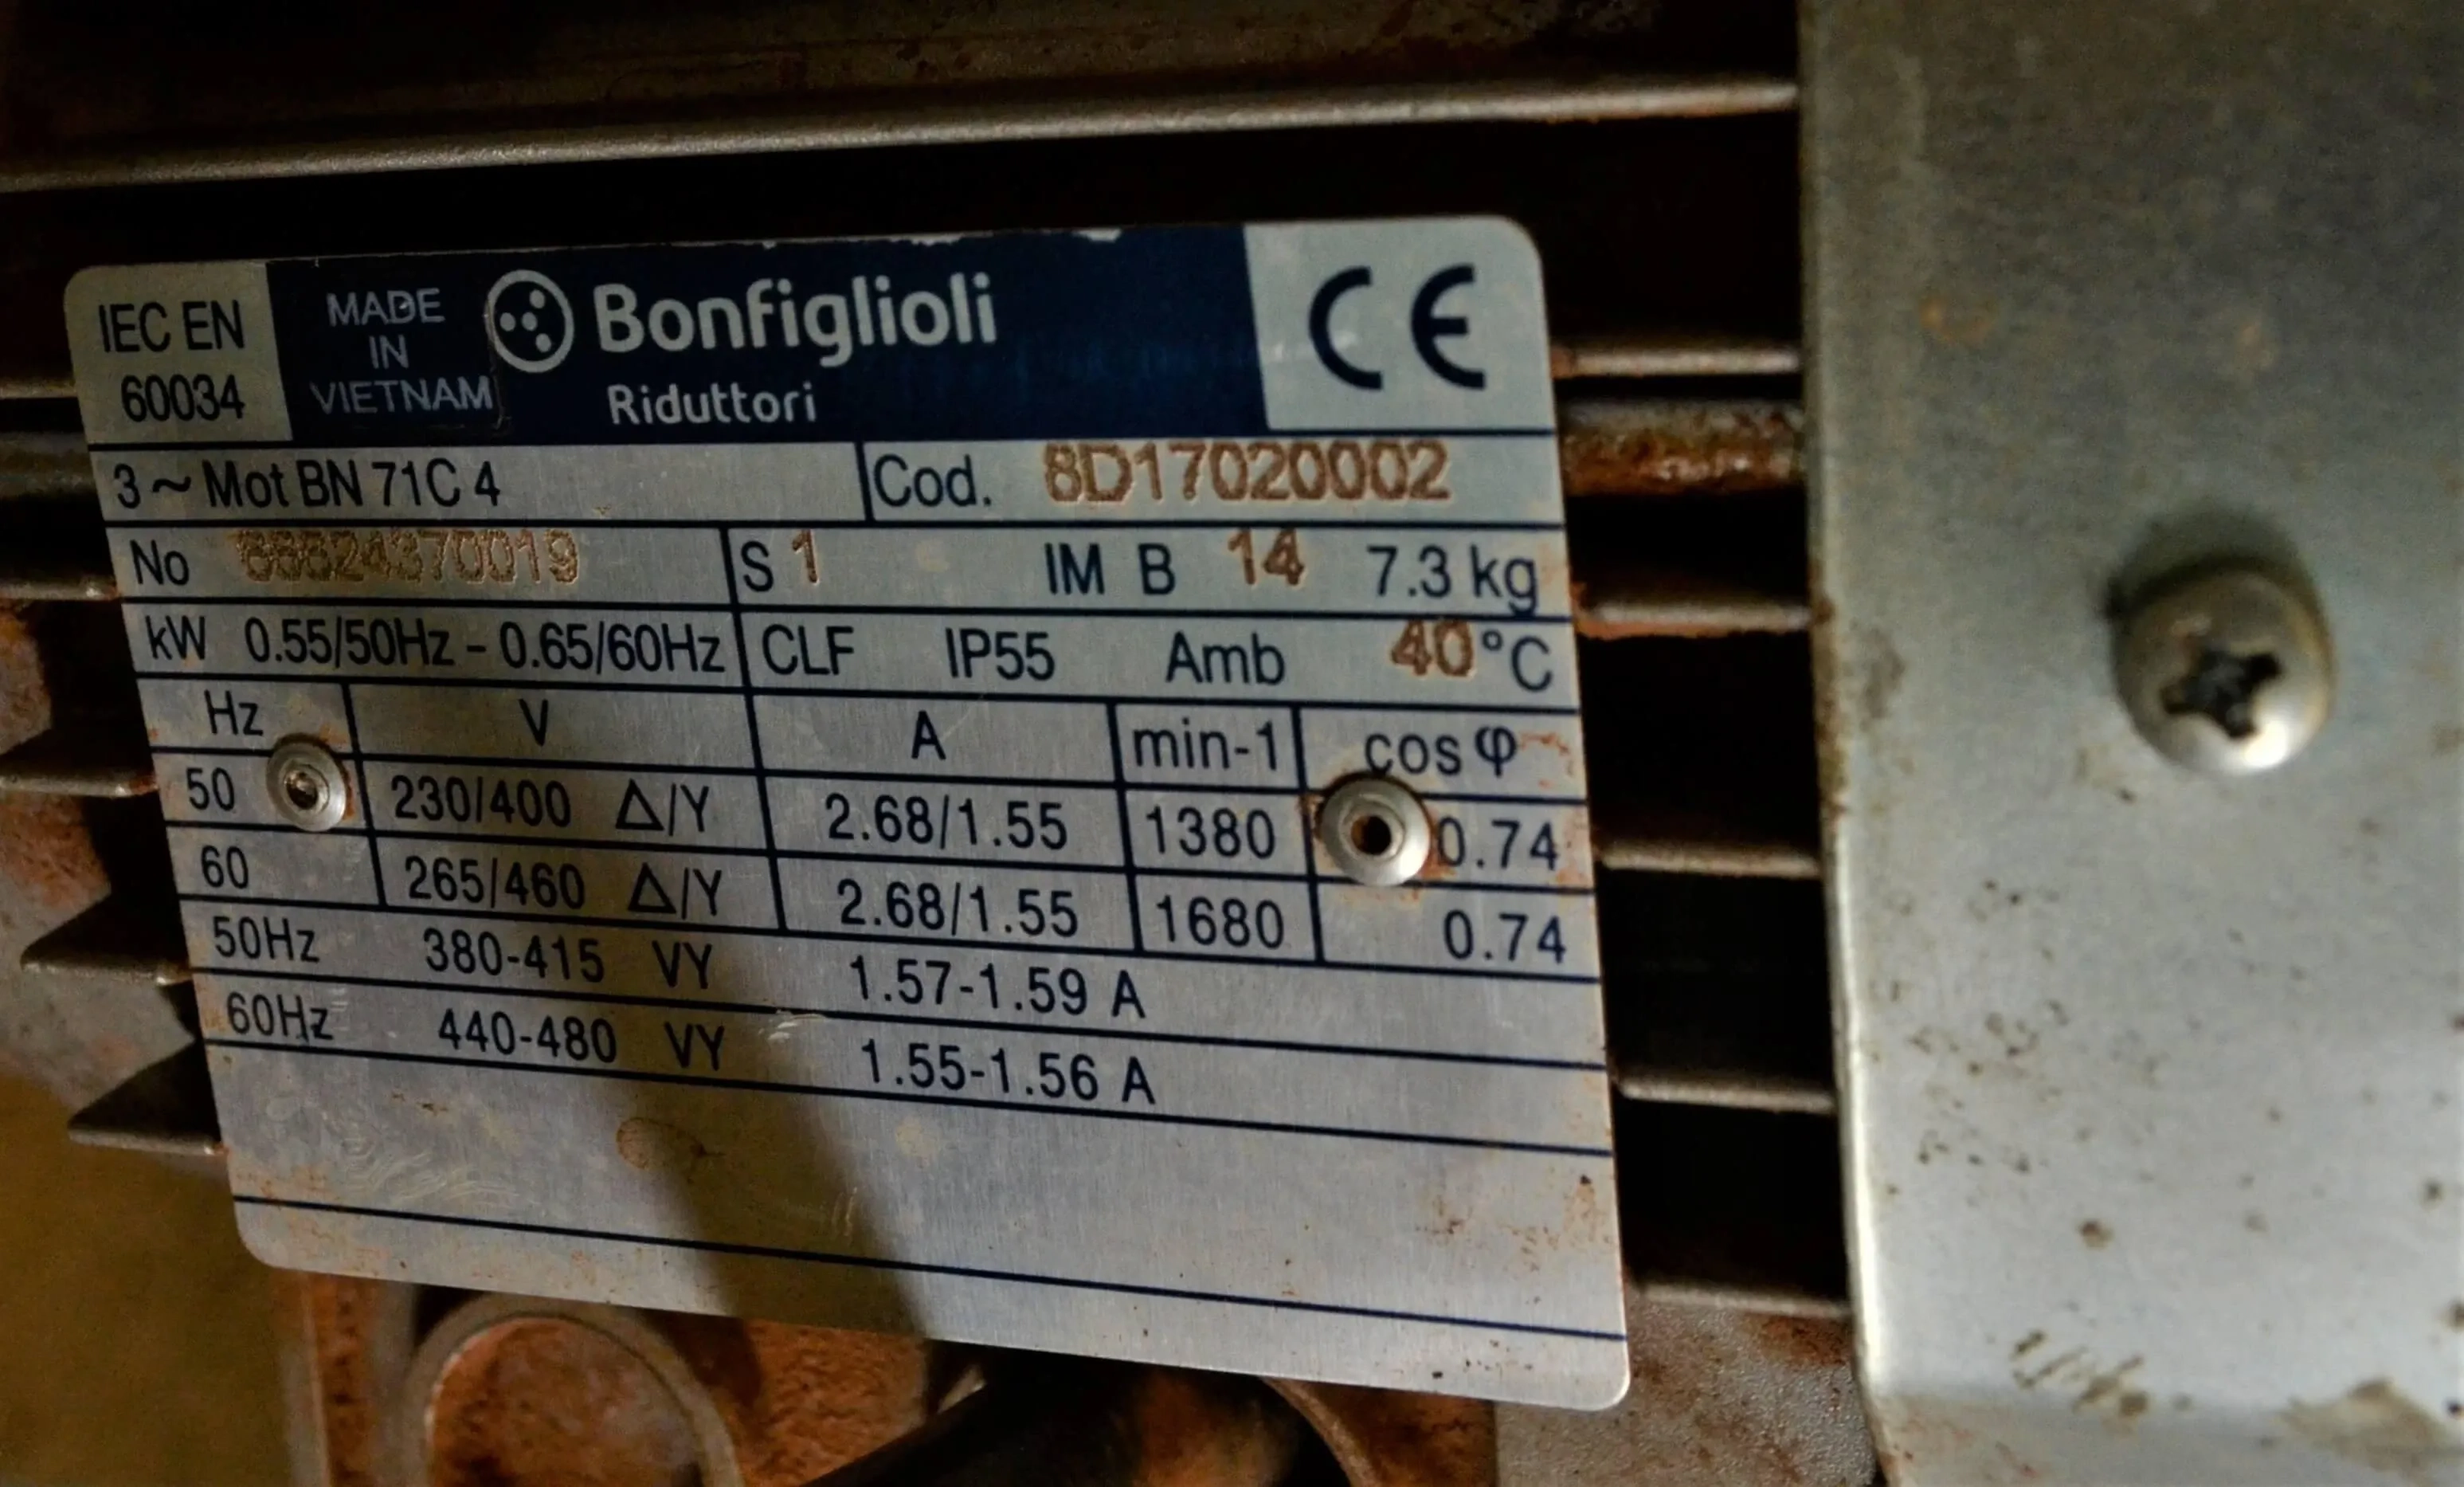 IEC EN
60034
MADE
IN
VIETNAM
Bonfiglioli
Riduttori
CE
3 ~ Mot BN 71C 4 Cod. 8D17020002
No S 1 IM B 14 7.3 kg
kW 0.55/50Hz - 0.65/60Hz CLF IP55 Amb 40 °C
Hz V A min-1 cos φ
50 230/400 Δ/Y 2.68/1.55 1380 0.74
60 265/460 Δ/Y 2.68/1.55 1680 0.74
50Hz 380-415 VY 1.57-1.59 A
60Hz 440-480 VY 1.55-1.56 A